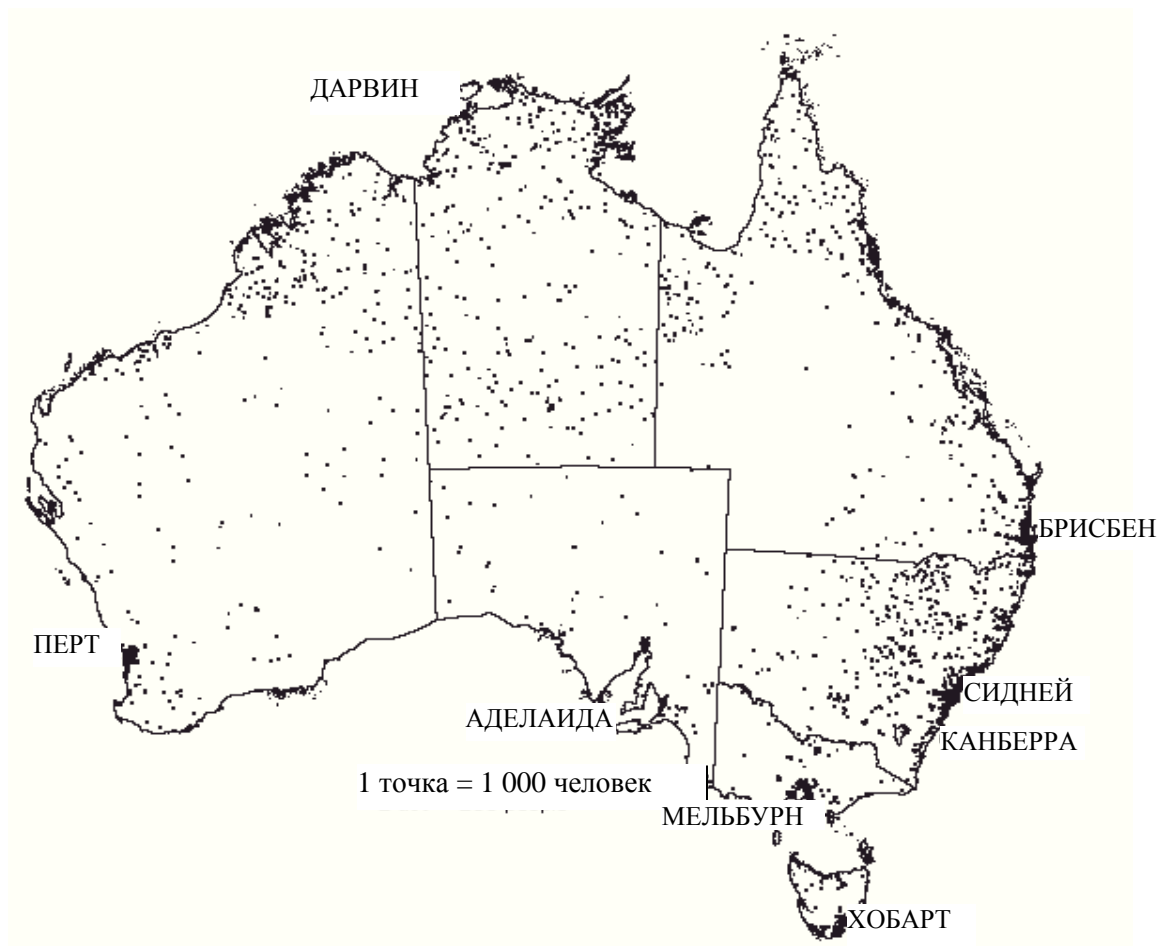 ДАРВИН
БРИСБЕН
ПЕРТ
СИДНЕЙ
АДЕЛАИДА
КАНБЕРРА
1 точка = 1 000 человек
МЕЛЬБУРН
ХОБАРТ